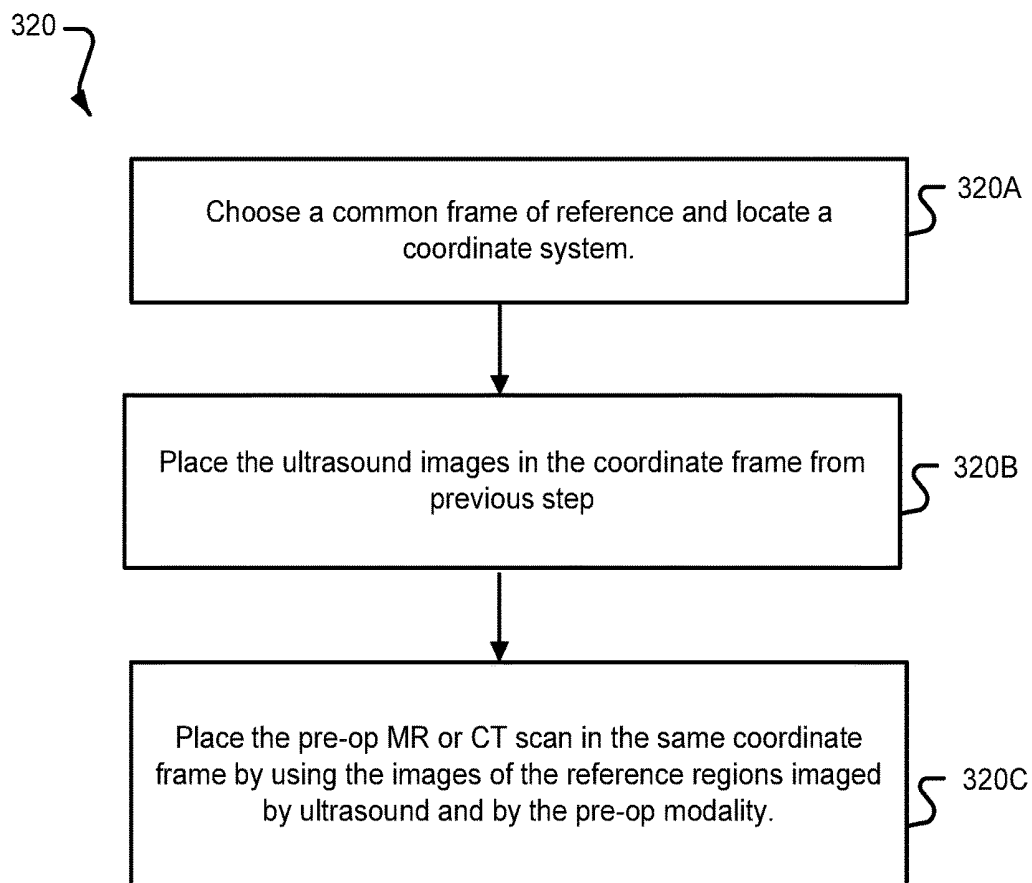 320
Choose a common frame of reference and locate a
coordinate system.
320A
Place the ultrasound images in the coordinate frame from
previous step
320B
Place the pre-op MR or CT scan in the same coordinate
frame by using the images of the reference regions imaged
by ultrasound and by the pre-op modality.
320C